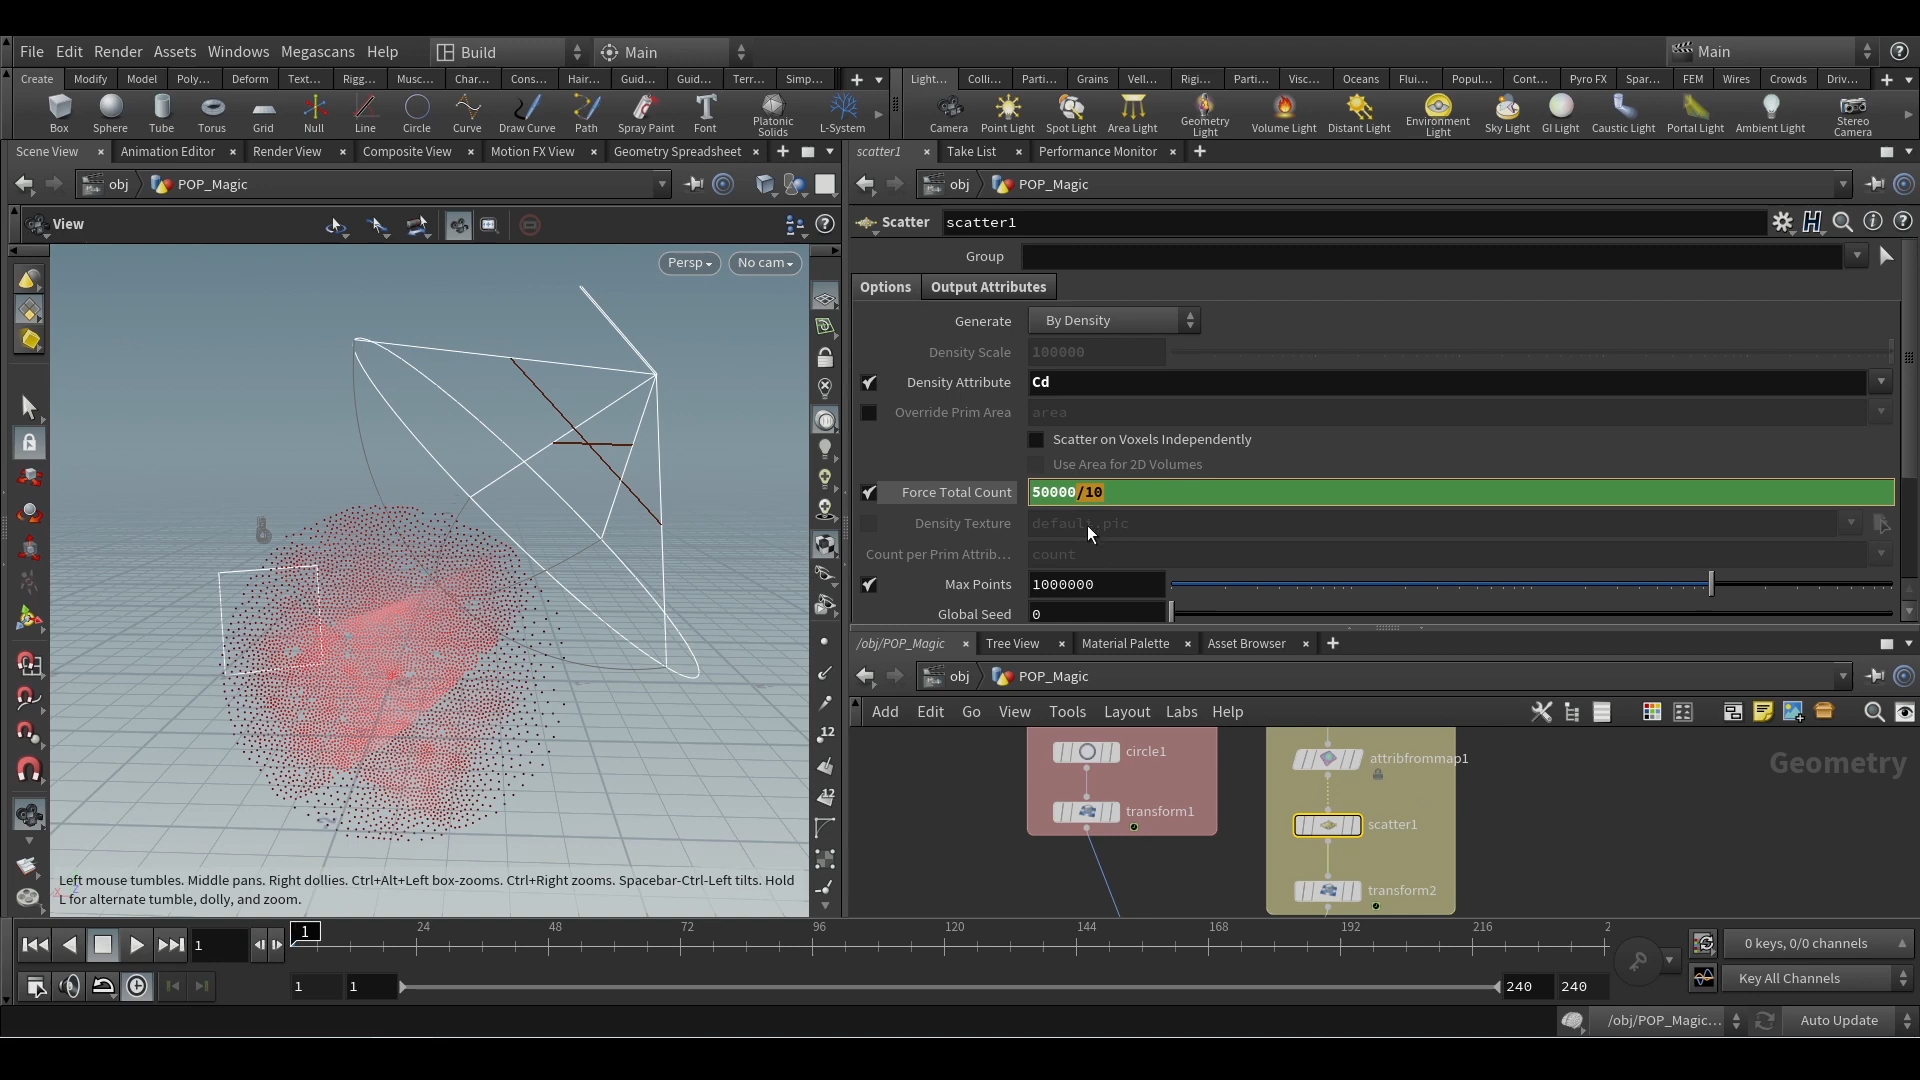 File Edit Render Assets Windows Megascans Help Build Main Main
Create Modify Model Poly... Deform Text... Rigg... Musc... Char... Cons... Hair... Guid... Guid... Terr... Simp... Light... Colli... Parti... Grains Vell... Rigi... Parti... Visc... Oceans Flui... Popul... Cont... Pyro FX Spar... FEM Wires Crowds Driv...
Box Sphere Tube Torus Grid Null Line Circle Curve Draw Curve Path Spray Paint Font Platonic Solids L-System Camera Point Light Spot Light Area Light Geometry Light Volume Light Distant Light Environment Light Sky Light GI Light Caustic Light Portal Light Ambient Light Stereo Camera
Scene View Animation Editor Render View Composite View Motion FX View Geometry Spreadsheet
scatter1 Take List Performance Monitor
obj POP_Magic
obj POP_Magic
View
Persp No cam
Left mouse tumbles. Middle pans. Right dollies. Ctrl+Alt+Left box-zooms. Ctrl+Right zooms. Spacebar-Ctrl-Left tilts. Hold
L for alternate tumble, dolly, and zoom.
12
12
Scatter scatter1
Group
Options Output Attributes
Generate By Density
Density Scale 100000
Density Attribute Cd
Override Prim Area area
Scatter on Voxels Independently
Use Area for 2D Volumes
Force Total Count 50000/10
Density Texture default.pic
Count per Prim Attrib... count
Max Points 1000000
Global Seed 0
/obj/POP_Magic Tree View Material Palette Asset Browser
obj POP_Magic
Add Edit Go View Tools Layout Labs Help
circle1 attribfrommap1 Geometry
transform1 scatter1
transform2
1 1 24 48 72 96 120 144 168 192 216 2
0 keys, 0/0 channels
1 1 240 240 Key All Channels
/obj/POP_Magic... Auto Update